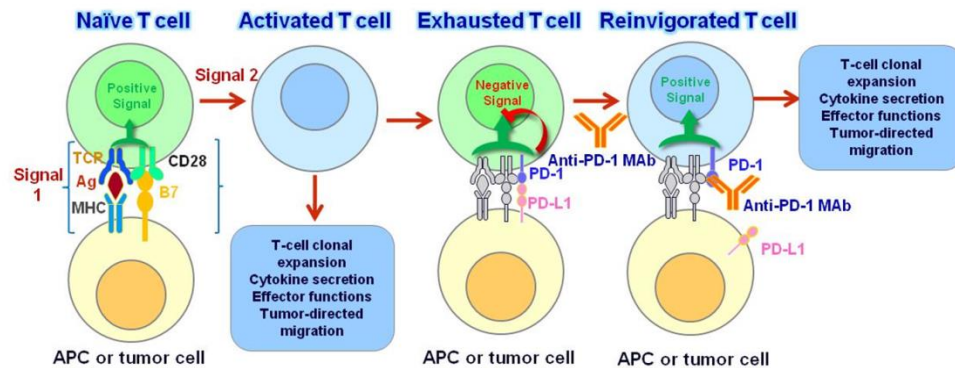 Naïve T cell
Activated T cell
Exhausted T cell
Reinvigorated T cell
Positive
Signal
Signal 2
Signal
1
TCR
Ag
MHC
CD28
B7
APC or tumor cell
T-cell clonal
expansion
Cytokine secretion
Effector functions
Tumor-directed
migration
Negative
Signal
PD-1
PD-L1
Anti-PD-1 MAb
APC or tumor cell
Positive
Signal
PD-1
Anti-PD-1 MAb
PD-L1
APC or tumor cell
T-cell clonal
expansion
Cytokine secretion
Effector functions
Tumor-directed
migration